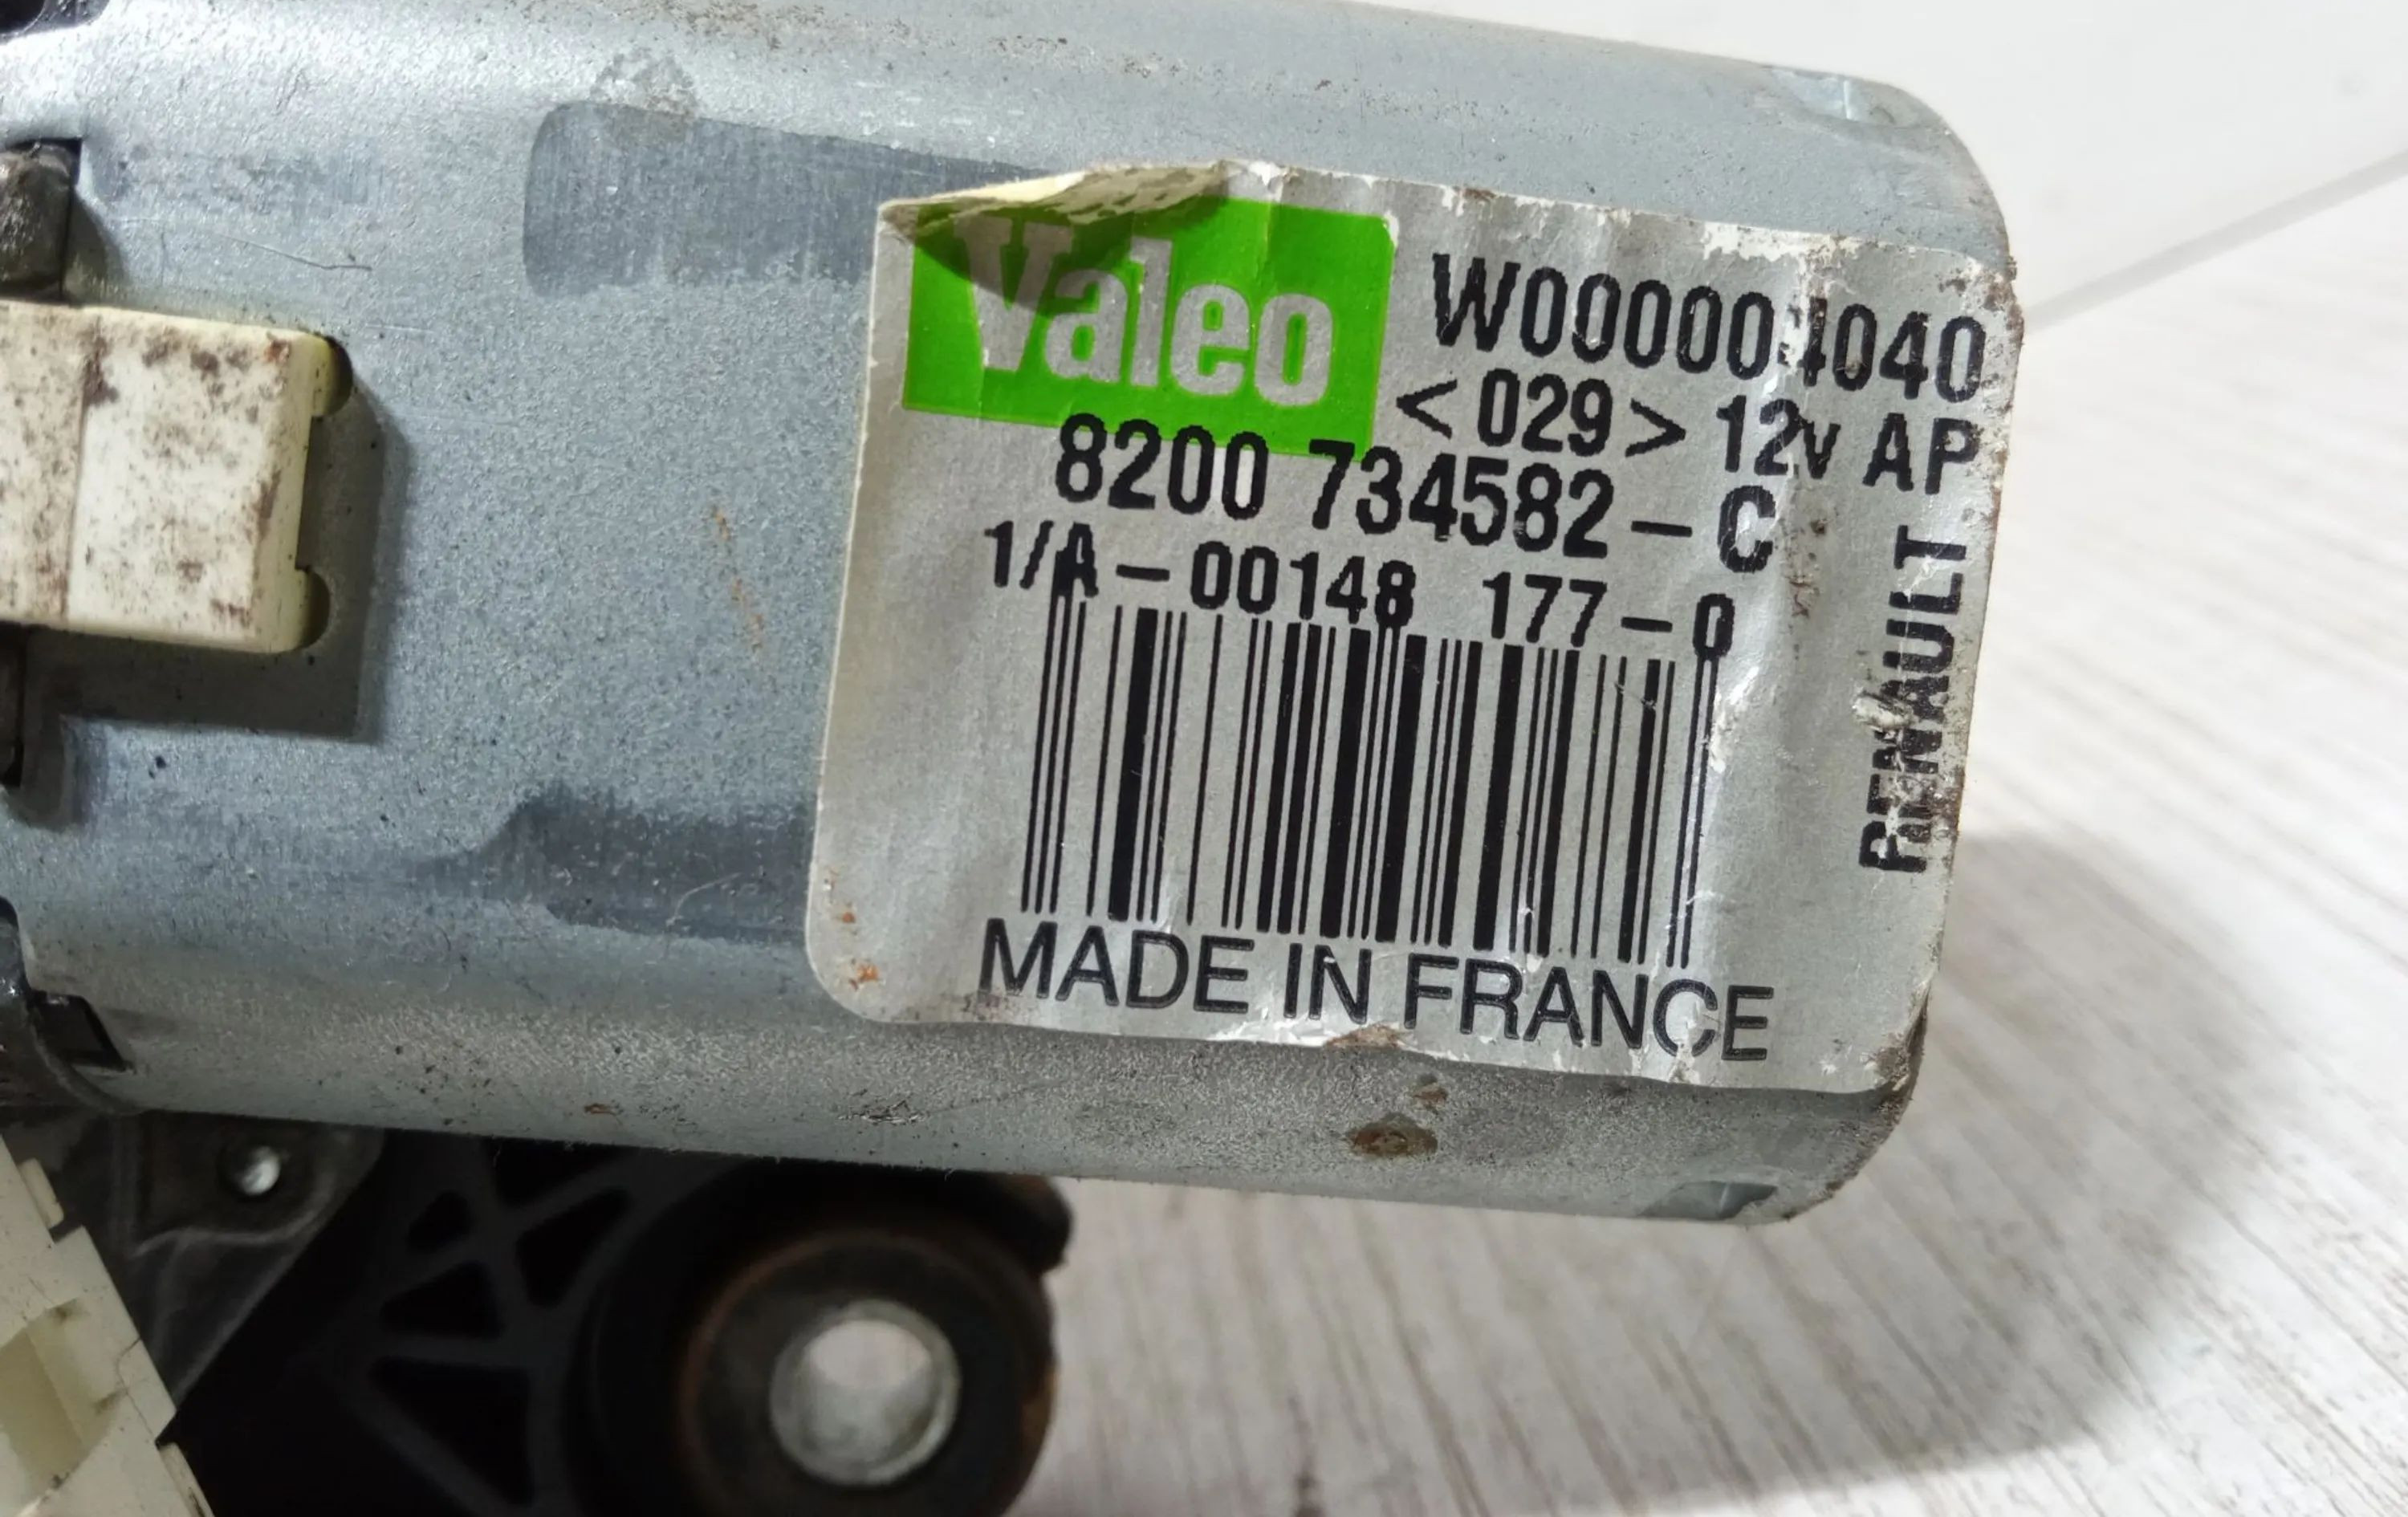 Valeo
W000004040
<029> 12v AP
8200 734582-C
1/A-00148 177-0
MADE IN FRANCE
RENAULT